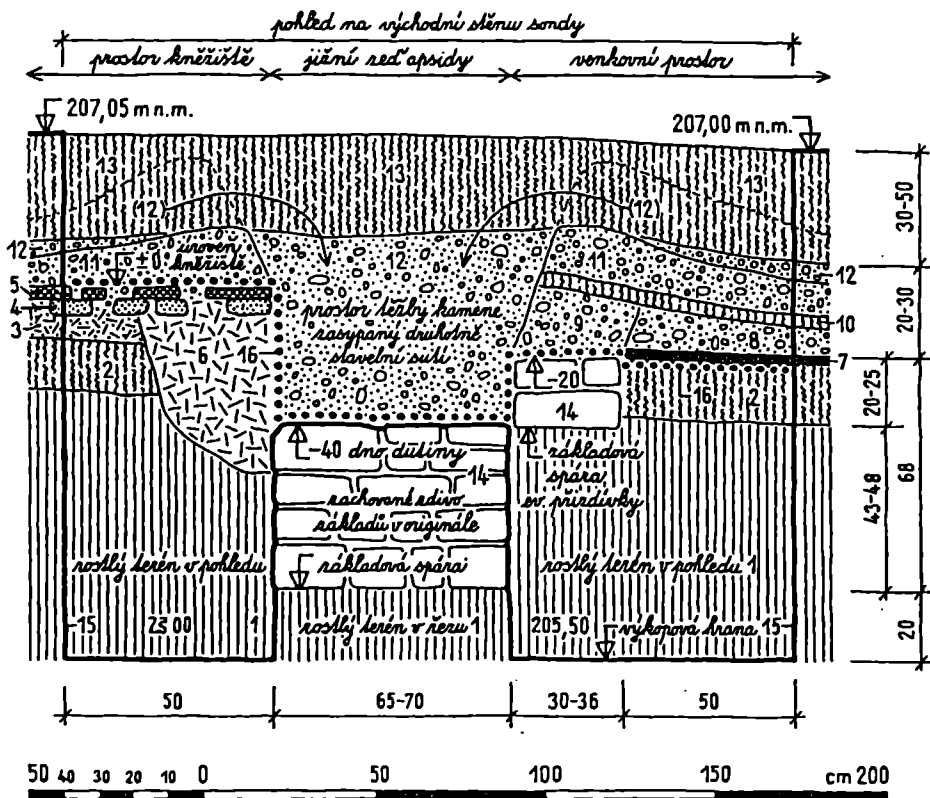 pohled na východní stěnu sondy
prostor kněžiště
jižní zeď apsidy
venkovní prostor
207,05 m n.m.
207,00 m n.m.
13
13
13
(12)
(12)
12
11
±0
úroveň
kněžiště
12
11
12
5
4
3
prostor těžby kamene
zasypaný druhotně
stavební sutí
9
8
10
7
6
16
2
-20
16
2
14
-40 dno dutiny
14
základová
spára
ev. přizdívky
zachované zdivo
základů v originále
základová spára
rostlý terén v pohledu
rostlý terén v pohledu 1
15
ZS 00
1
rostlý terén v řezu 1
205,50
výkopová hrana 15
30-50
20-30
20-25
43-48
68
20
50
65-70
30-36
50
50 40 30 20 10 0 50 100 150 cm 200